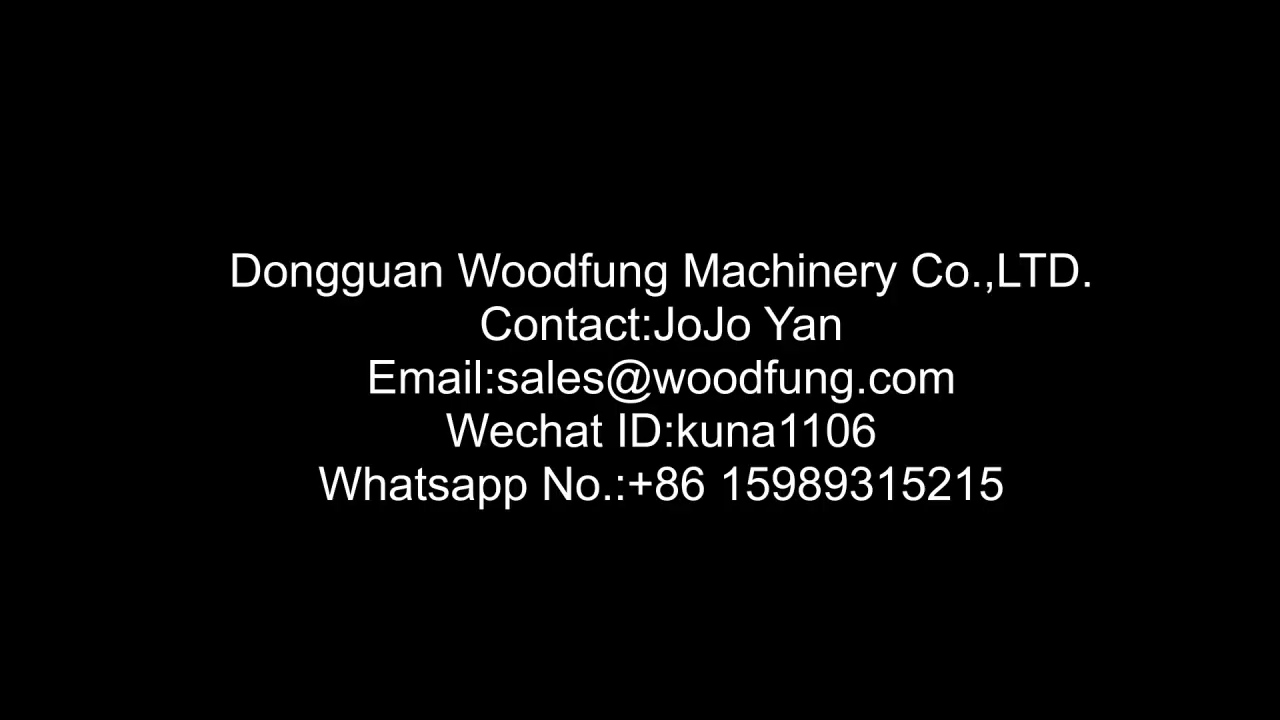 Dongguan Woodfung Machinery Co.,LTD.
Contact:JoJo Yan
Email:sales@woodfung.com
Wechat ID:kuna1106
Whatsapp No.:+86 15989315215